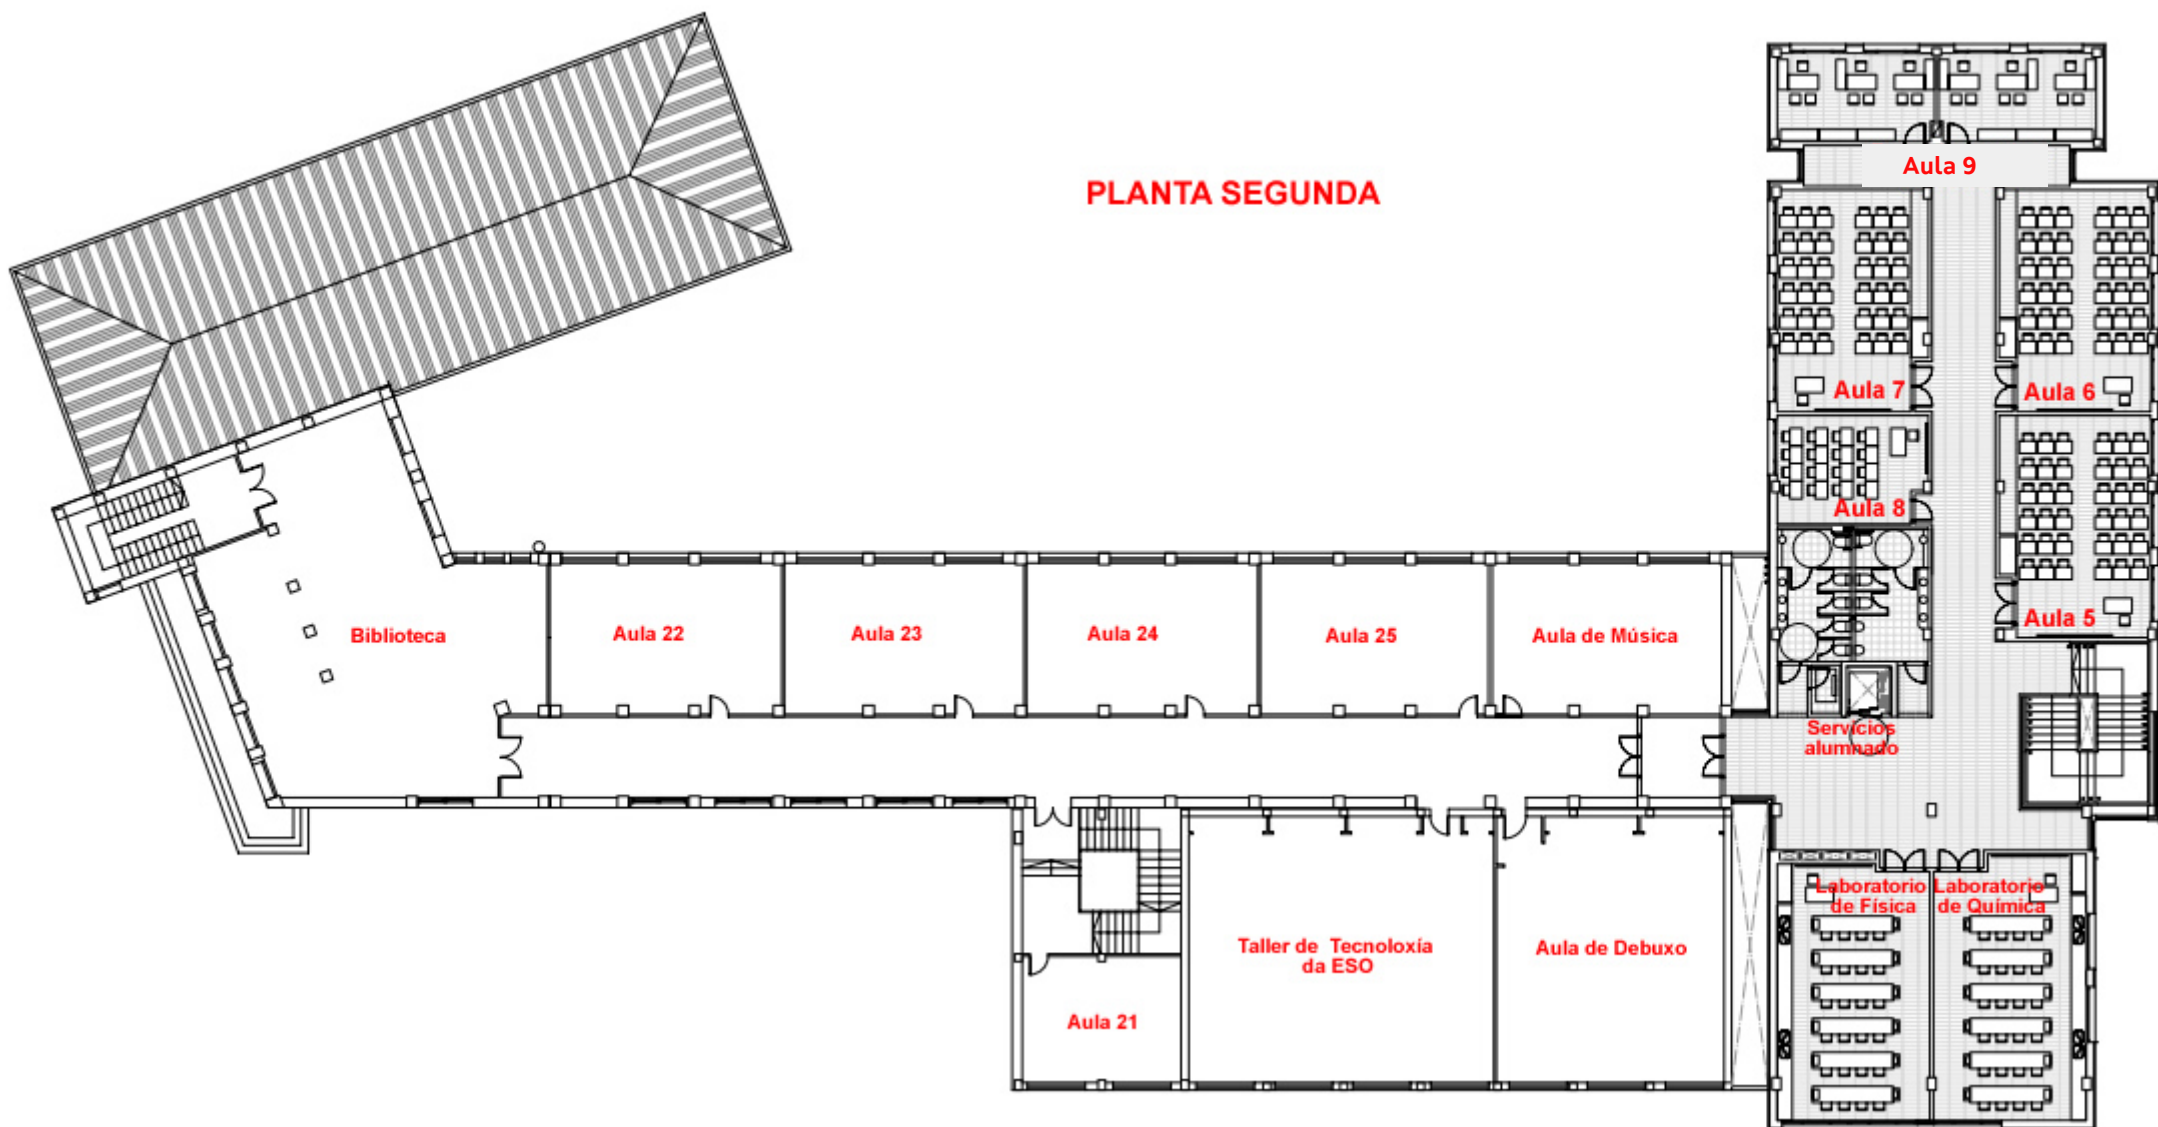 Aula 9
PLANTA SEGUNDA
Aula 7
Aula 6
Aula 8
Aula 5
Biblioteca
Aula 22
Aula 23
Aula 24
Aula 25
Aula de Música
Servicios
alumnado
Laboratorio
de Física
Laboratorio
de Química
Taller de Tecnoloxía
da ESO
Aula de Debuxo
Aula 21